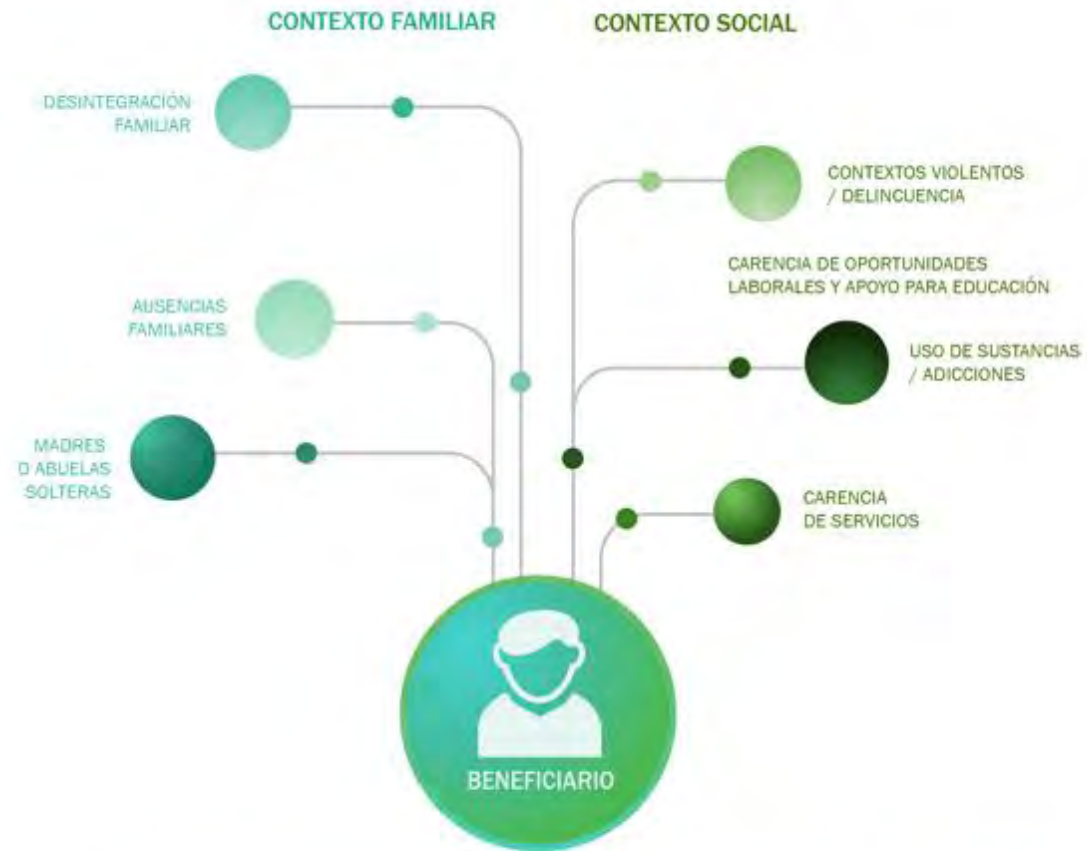 CONTEXTO FAMILIAR
DESINTEGRACIÓN
FAMILIAR
AUSENCIAS
FAMILIARES
MADRES
O ABUELAS
SOLTERAS
CONTEXTO SOCIAL
CONTEXTOS VIOLENTOS
/ DELINCUENCIA
CARENCIA DE OPORTUNIDADES
LABORALES Y APOYO PARA EDUCACIÓN
USO DE SUSTANCIAS
/ ADICCIONES
CARENCIA
DE SERVICIOS
BENEFICIARIO